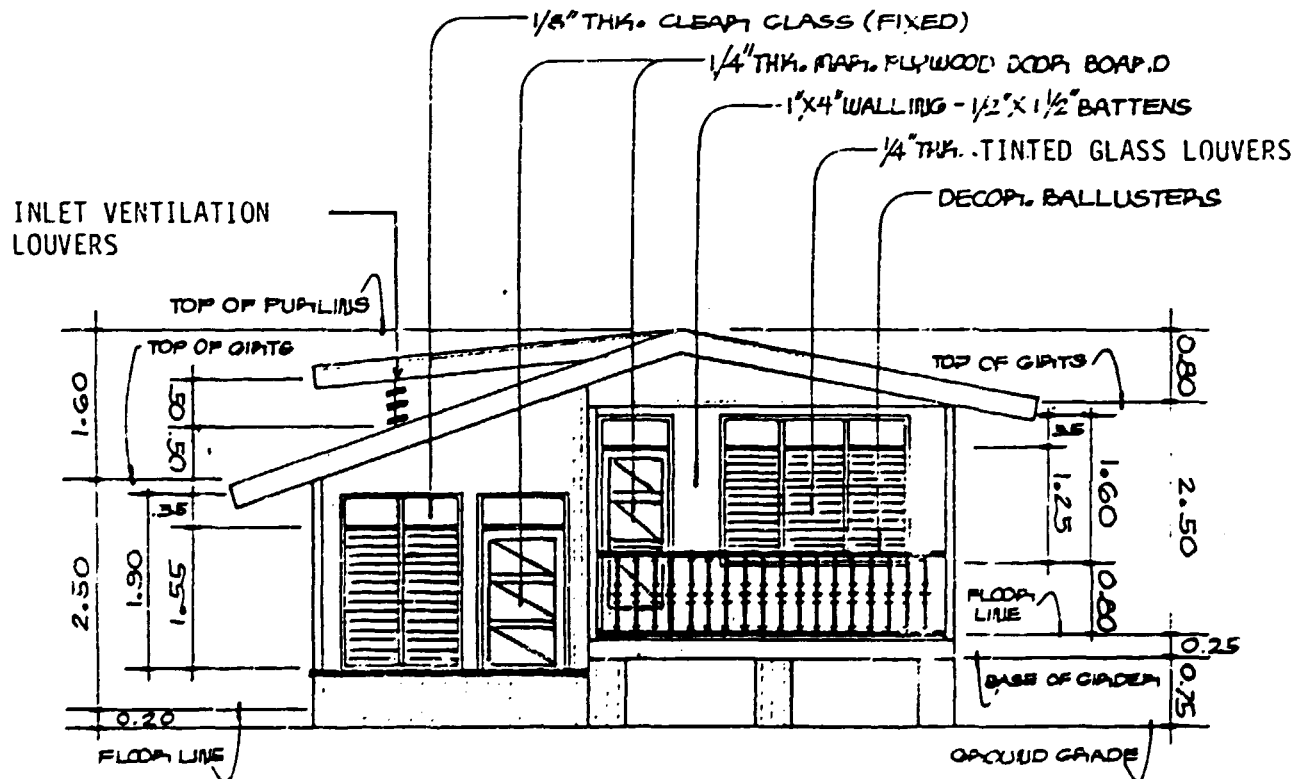 1/8" THK. CLEAR GLASS (FIXED)
1/4" THK. MAR. PLYWOOD DOOR BOARD
1"X4" WALLING - 1/2" X 1 1/2" BATTENS
1/4" THK. TINTED GLASS LOUVERS
DECOR. BALLUSTERS
INLET VENTILATION
LOUVERS
TOP OF PURLINS
TOP OF GIRTS
TOP OF GIRTS
1.60
.50
.50
.35
1.90
1.55
2.50
0.20
FLOOR LINE
0.80
.35
1.25
1.60
2.50
0.80
FLOOR
LINE
0.25
BASE OF GIRDER
0.75
GROUND GRADE